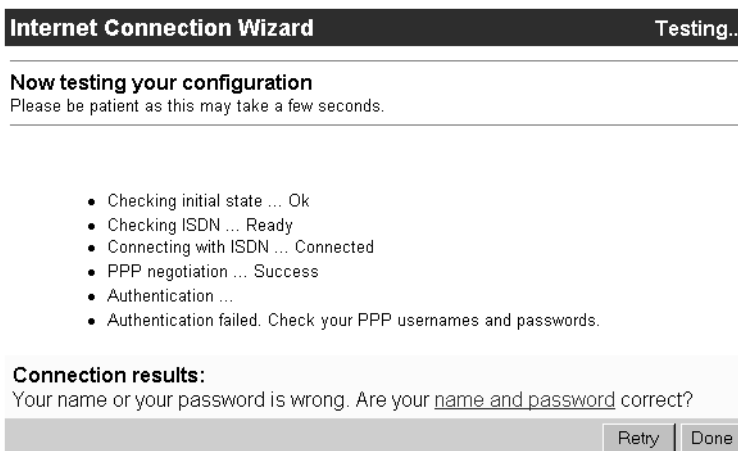 Internet Connection Wizard Testing..
Now testing your configuration
Please be patient as this may take a few seconds.
• Checking initial state ... Ok
• Checking ISDN ... Ready
• Connecting with ISDN ... Connected
• PPP negotiation ... Success
• Authentication ...
• Authentication failed. Check your PPP usernames and passwords.
Connection results:
Your name or your password is wrong. Are your name and password correct?
Retry Done